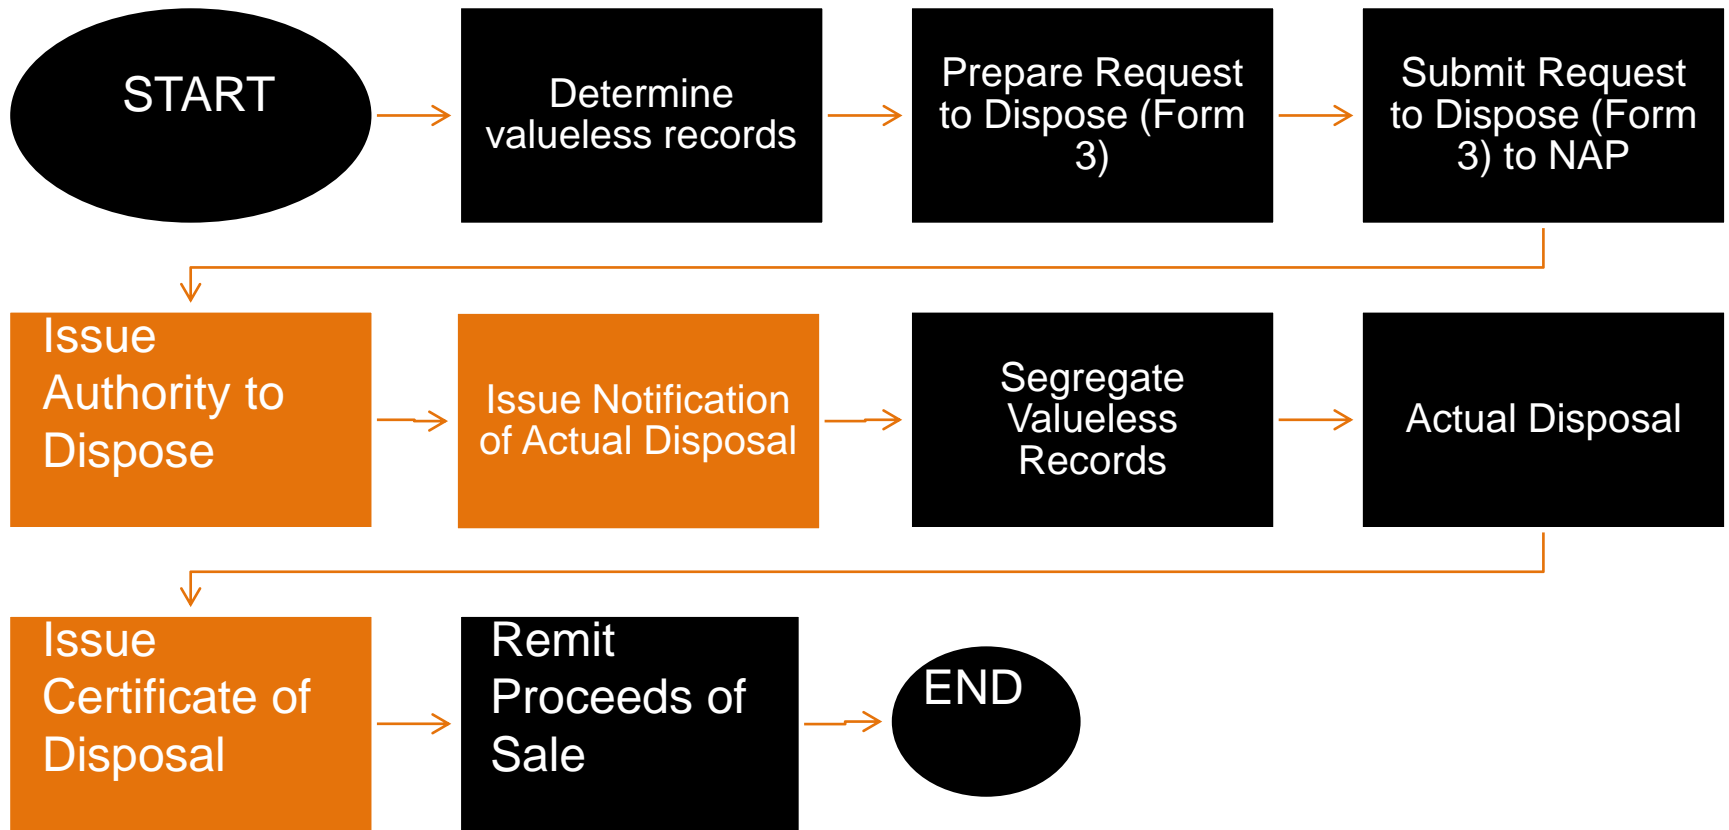 START
Determine
valueless records
Prepare Request
to Dispose (Form
3)
Submit Request
to Dispose (Form
3) to NAP
Issue
Authority to
Dispose
Issue Notification
of Actual Disposal
Segregate
Valueless
Records
Actual Disposal
Issue
Certificate of
Disposal
Remit
Proceeds of
Sale
END